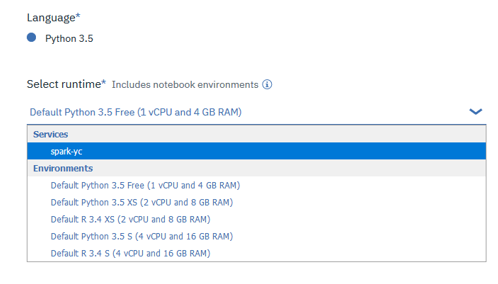 Language*
Python 3.5
Select runtime* Includes notebook environments
Default Python 3.5 Free (1 vCPU and 4 GB RAM)
Services
spark-yc
Environments
Default Python 3.5 Free (1 vCPU and 4 GB RAM)
Default Python 3.5 XS (2 vCPU and 8 GB RAM)
Default R 3.4 XS (2 vCPU and 8 GB RAM)
Default Python 3.5 S (4 vCPU and 16 GB RAM)
Default R 3.4 S (4 vCPU and 16 GB RAM)